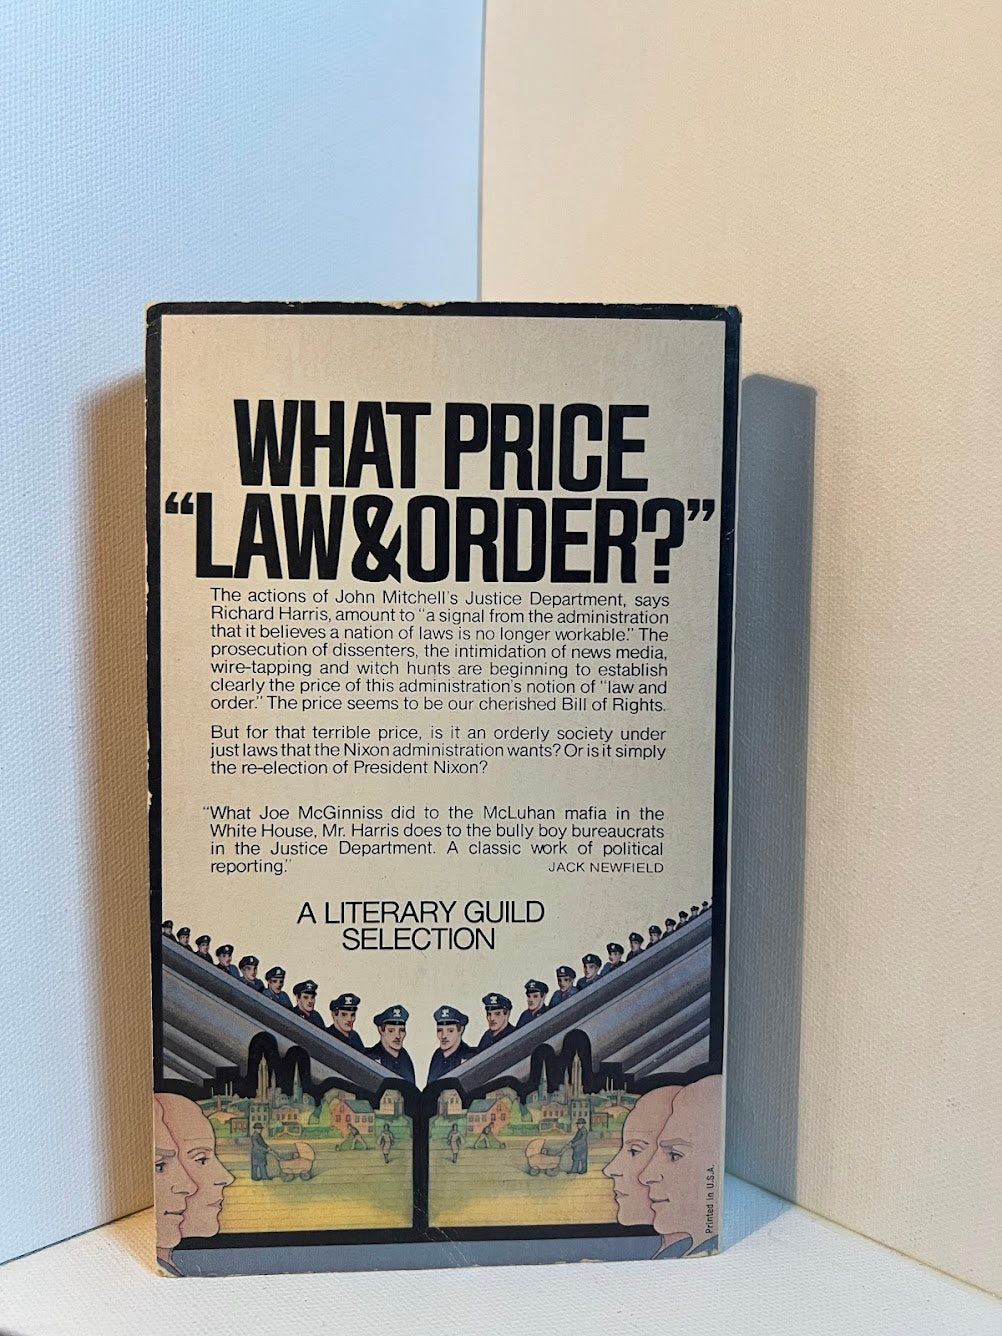 WHAT PRICE
“LAW&ORDER?”
The actions of John Mitchell's Justice Department, says
Richard Harris, amount to “a signal from the administration
that it believes a nation of laws is no longer workable.” The
prosecution of dissenters, the intimidation of news media,
wire-tapping and witch hunts are beginning to establish
clearly the price of this administration's notion of “law and
order.” The price seems to be our cherished Bill of Rights.
But for that terrible price, is it an orderly society under
just laws that the Nixon administration wants? Or is it simply
the re-election of President Nixon?
“What Joe McGinniss did to the McLuhan mafia in the
White House, Mr. Harris does to the bully boy bureaucrats
in the Justice Department. A classic work of political
reporting.” JACK NEWFIELD
A LITERARY GUILD
SELECTION
Printed in U.S.A.